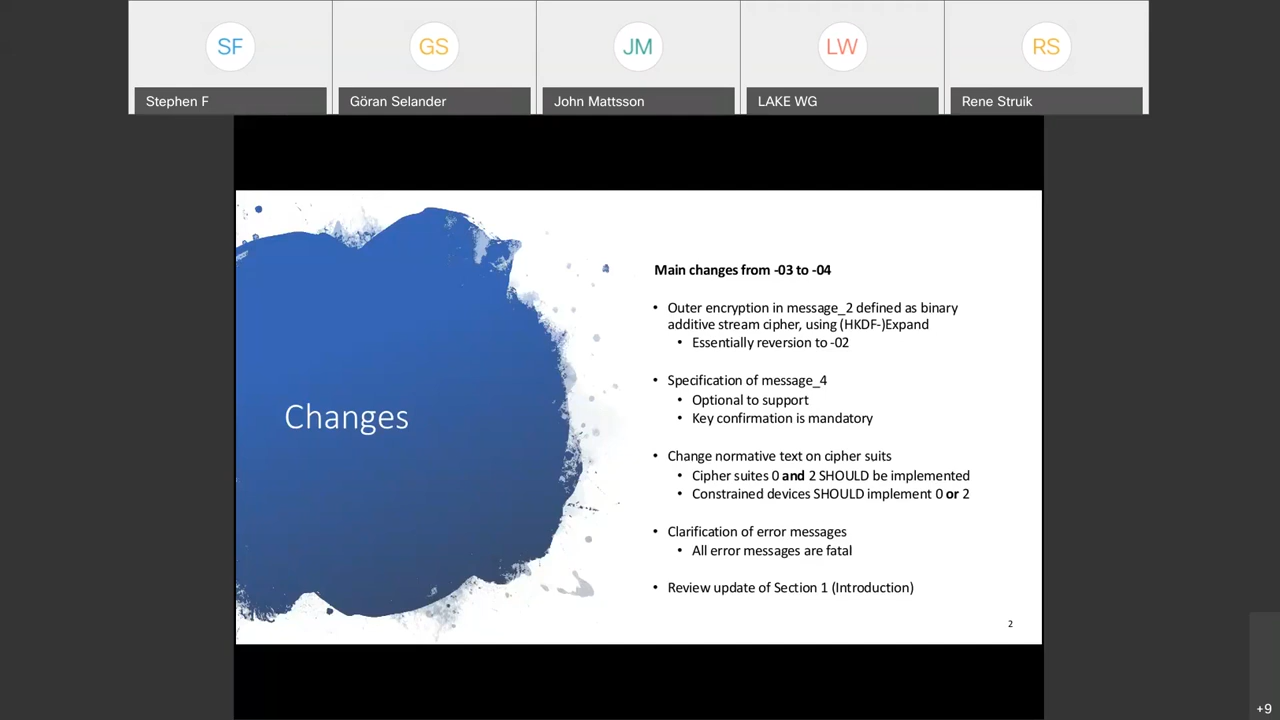 SF
GS
JM
LW
RS
Stephen F
Göran Selander
John Mattsson
LAKE WG
Rene Struik
Changes
Main changes from -03 to -04
• Outer encryption in message_2 defined as binary
additive stream cipher, using (HKDF-)Expand
• Essentially reversion to -02
• Specification of message_4
• Optional to support
• Key confirmation is mandatory
• Change normative text on cipher suits
• Cipher suites 0 and 2 SHOULD be implemented
• Constrained devices SHOULD implement 0 or 2
• Clarification of error messages
• All error messages are fatal
• Review update of Section 1 (Introduction)
2
+9